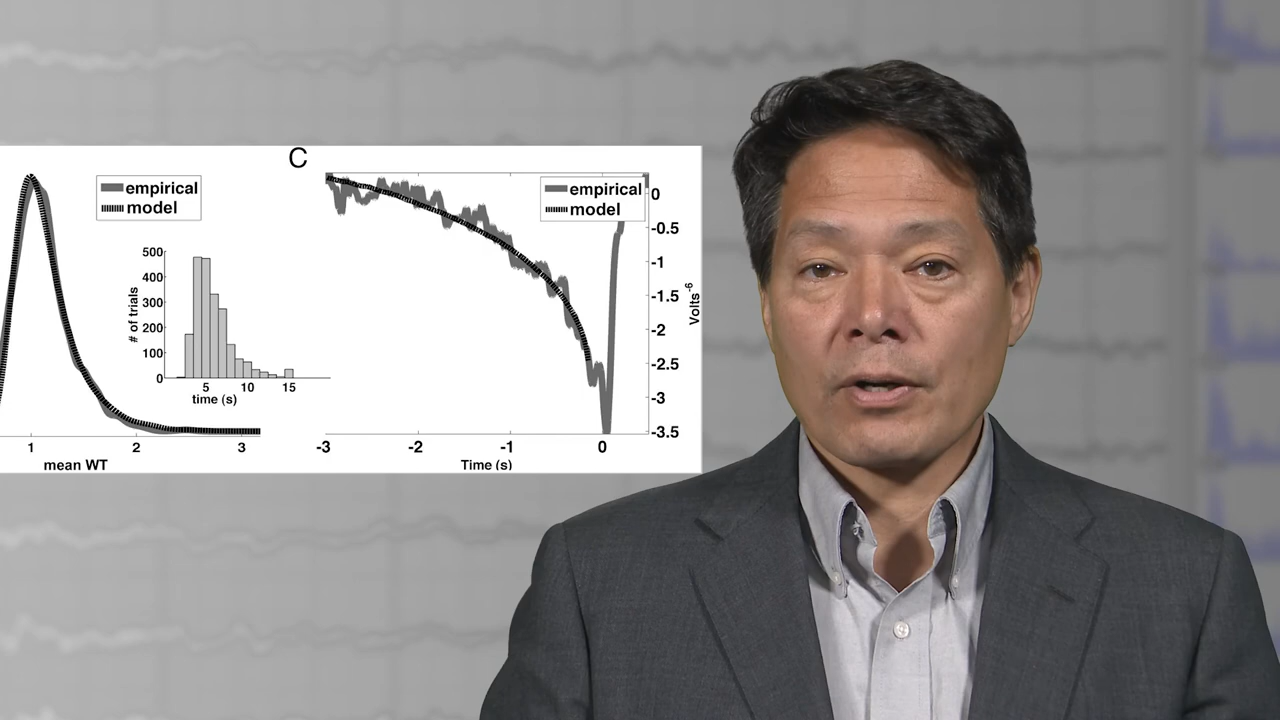 empirical
model
500
400
300
200
100
0
# of trials
5 10 15
time (s)
1 2 3
mean WT
C
empirical
model
0
-0.5
-1
-1.5
-2
-2.5
-3
-3.5
Volts-6
-3 -2 -1 0
Time (s)